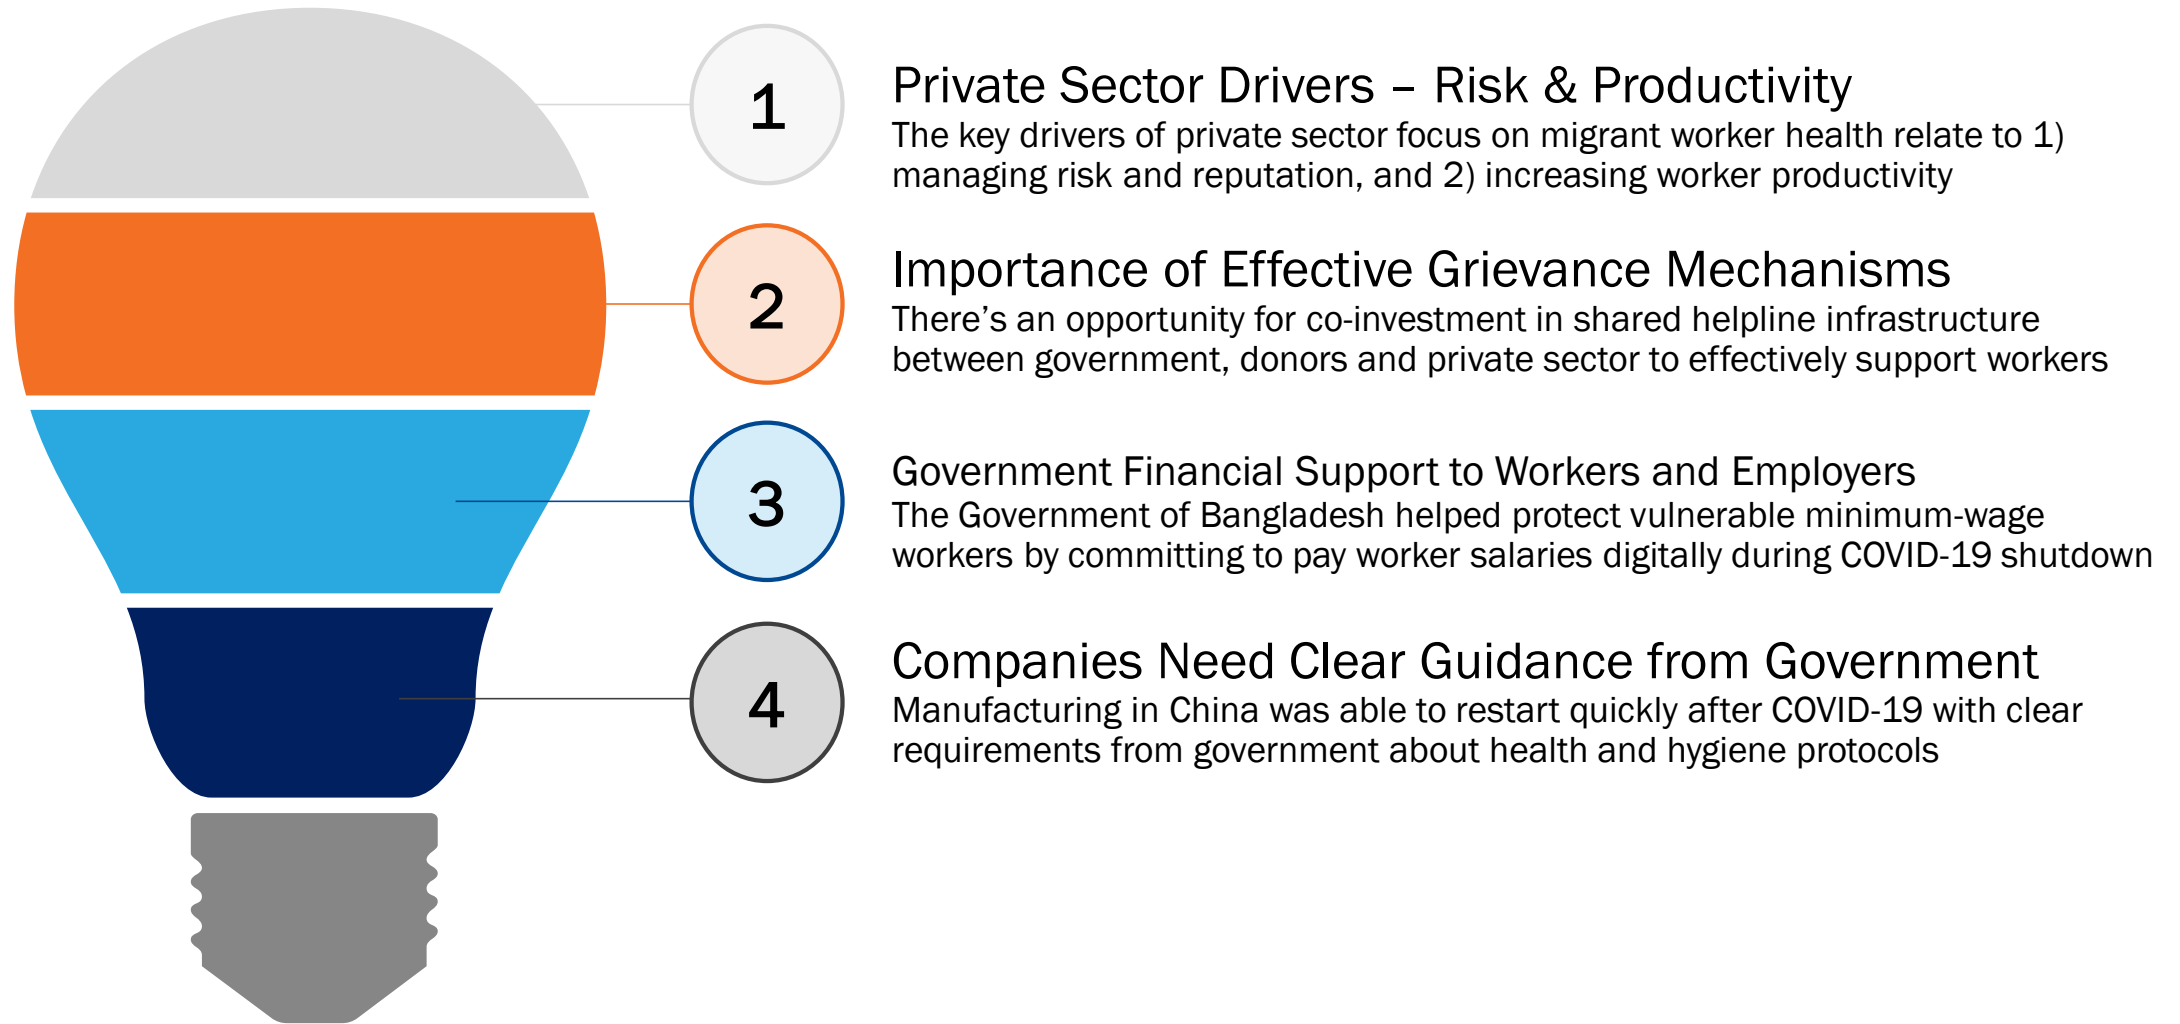 1
Private Sector Drivers – Risk & Productivity
The key drivers of private sector focus on migrant worker health relate to 1)
managing risk and reputation, and 2) increasing worker productivity
2
Importance of Effective Grievance Mechanisms
There’s an opportunity for co-investment in shared helpline infrastructure
between government, donors and private sector to effectively support workers
3
Government Financial Support to Workers and Employers
The Government of Bangladesh helped protect vulnerable minimum-wage
workers by committing to pay worker salaries digitally during COVID-19 shutdown
4
Companies Need Clear Guidance from Government
Manufacturing in China was able to restart quickly after COVID-19 with clear
requirements from government about health and hygiene protocols